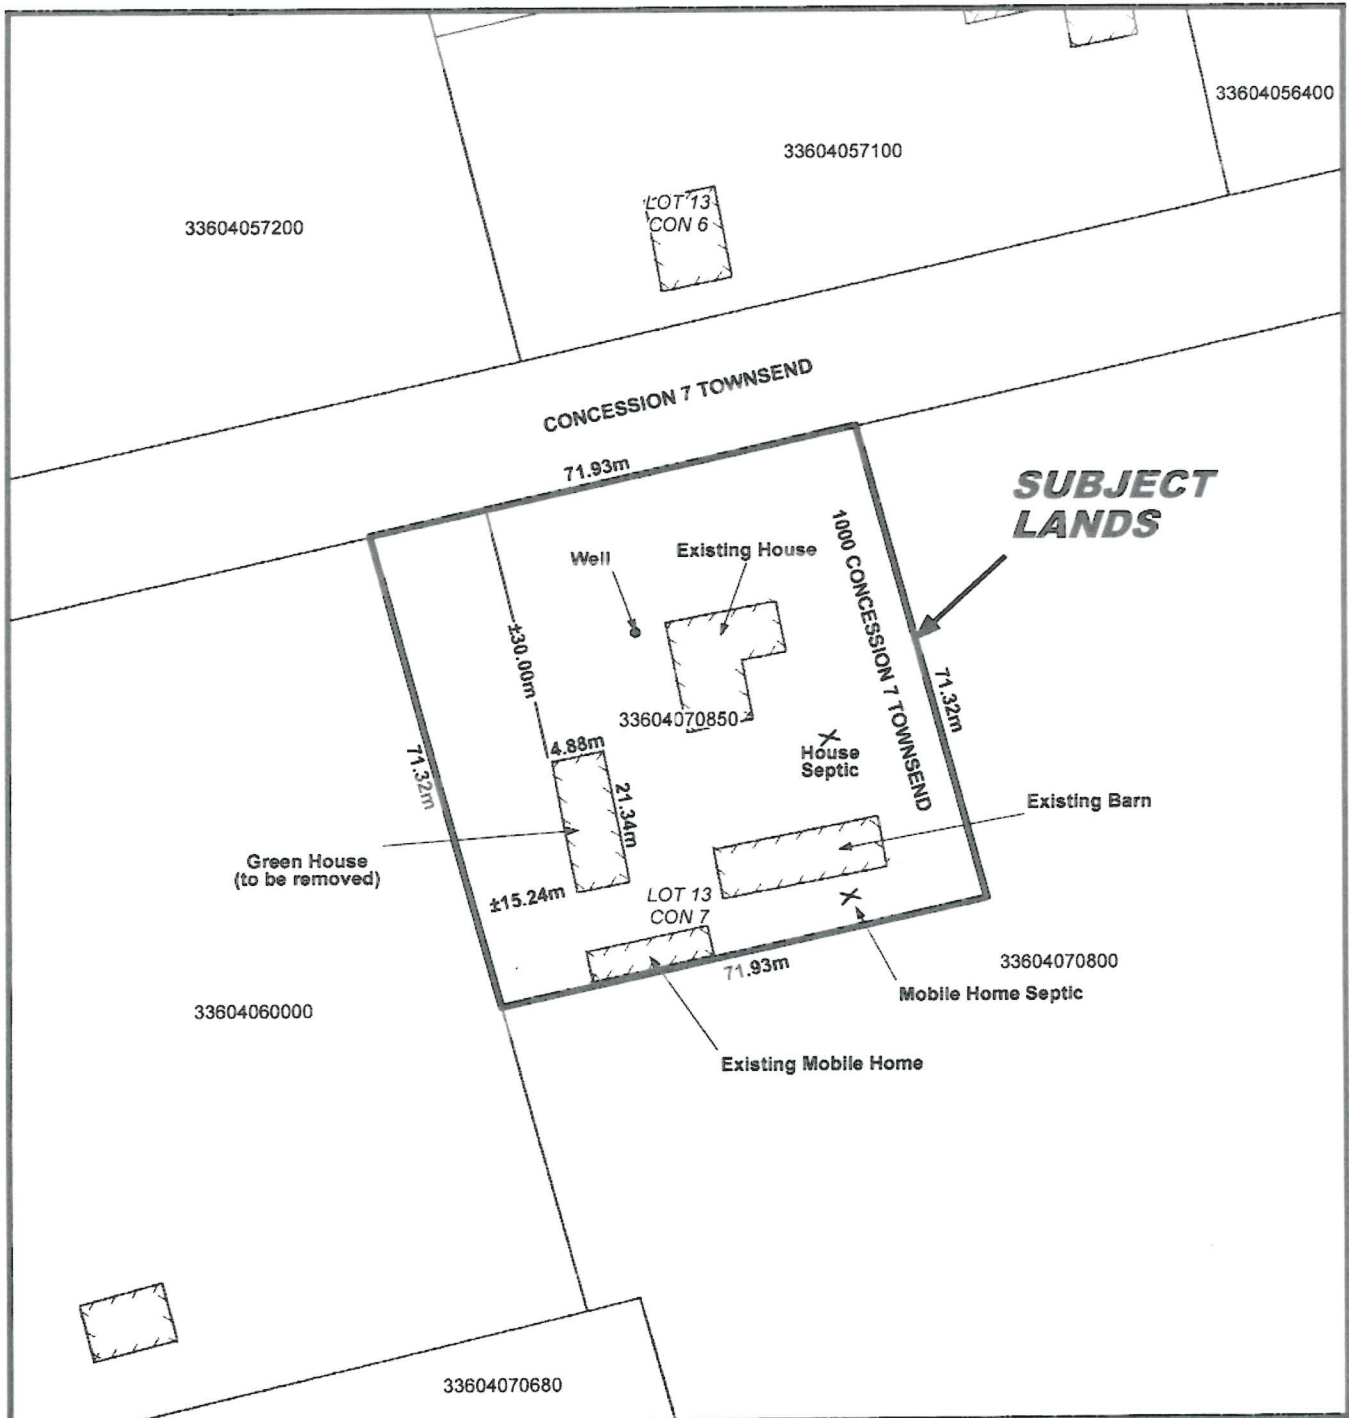 33604056400
33604057100
33604057200
LOT 13
CON 6
CONCESSION 7 TOWNSEND
71.93m
SUBJECT
LANDS
1000 CONCESSION 7 TOWNSEND
Well
Existing House
±30.00m
71.32m
33604070850
4.88m
House
Septic
71.32m
21.34m
Existing Barn
Green House
(to be removed)
±15.24m
LOT 13
CON 7
71.93m
33604070800
Mobile Home Septic
33604060000
Existing Mobile Home
33604070680